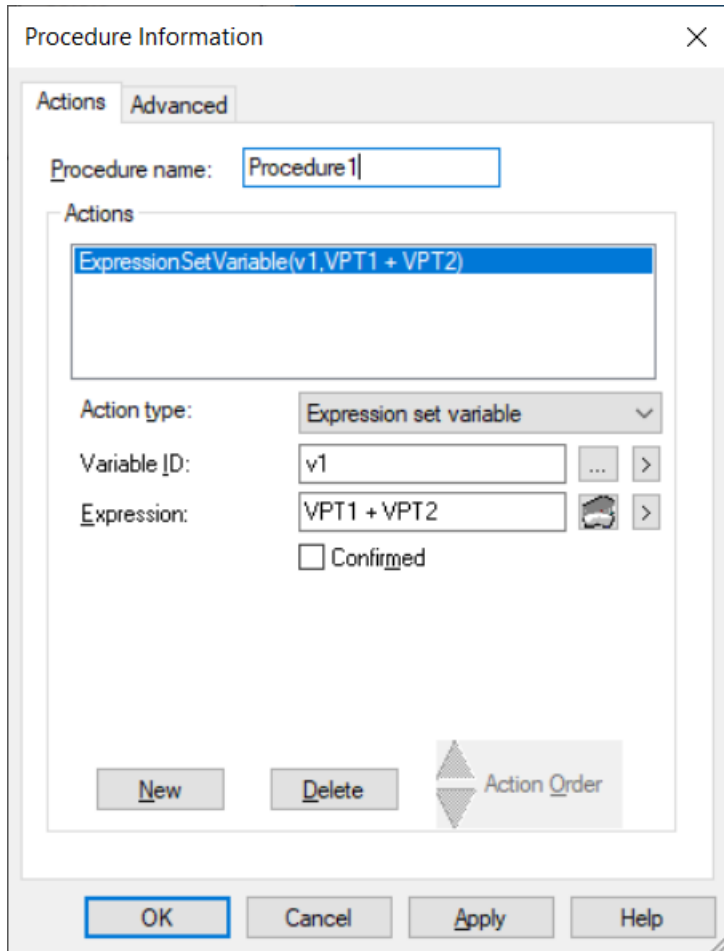 Procedure Information
Actions Advanced
Procedure name: Procedure1
Actions
ExpressionSetVariable(v1,VPT1 + VPT2)
Action type: Expression set variable
Variable ID: v1 ... >
Expression: VPT1 + VPT2 >
Confirmed
New Delete Action Order
OK Cancel Apply Help